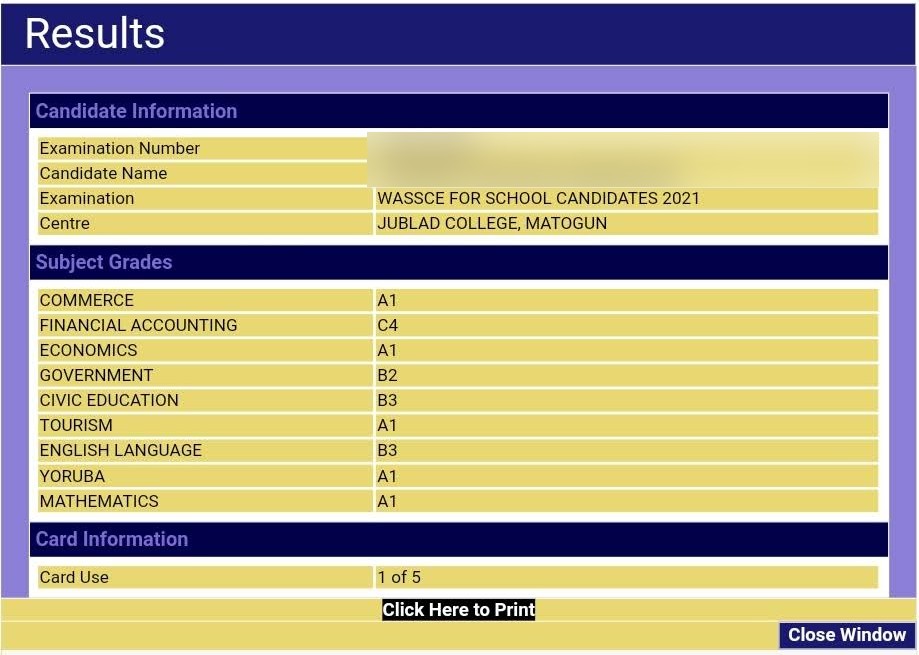 Results
Candidate Information
Examination Number
Candidate Name
Examination WASSCE FOR SCHOOL CANDIDATES 2021
Centre JUBLAD COLLEGE, MATOGUN
Subject Grades
COMMERCE A1
FINANCIAL ACCOUNTING C4
ECONOMICS A1
GOVERNMENT B2
CIVIC EDUCATION B3
TOURISM A1
ENGLISH LANGUAGE B3
YORUBA A1
MATHEMATICS A1
Card Information
Card Use 1 of 5
Click Here to Print
Close Window